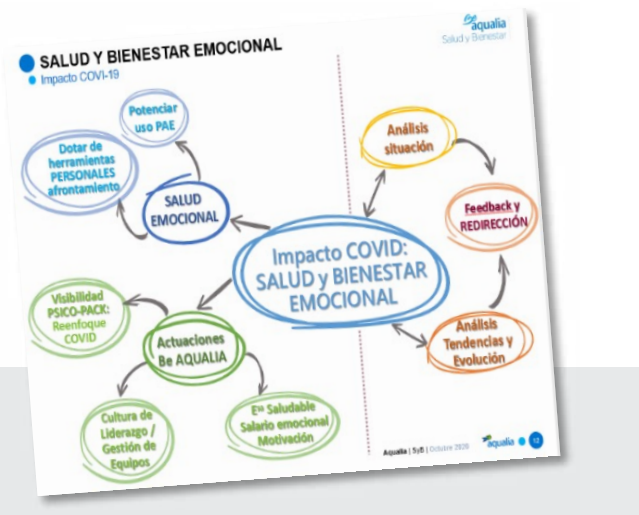 SALUD Y BIENESTAR EMOCIONAL
Impacto COVI-19
Be
aqualia
Salud y Bienestar
Potenciar
uso PAE
Dotar de
herramientas
PERSONALES
afrontamiento
SALUD
EMOCIONAL
Análisis
situación
Feedback y
REDIRECCIÓN
Impacto COVID:
SALUD y BIENESTAR
EMOCIONAL
Visibilidad
PSICO-PACK:
Reenfoque
COVID
Actuaciones
Be AQUALIA
Análisis
Tendencias y
Evolución
Cultura de
Liderazgo /
Gestión de
Equipos
Eᵐ Saludable
Salario emocional
Motivación
Aqualia | SyB | Octubre 2020
aqualia
12